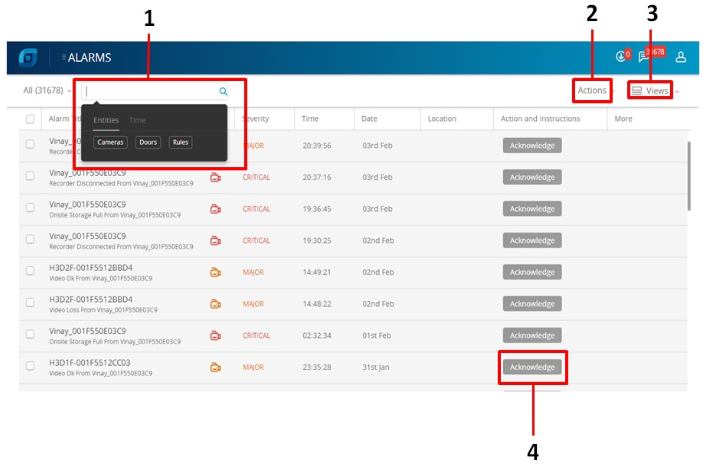 1
2
3
ALARMS
0
31678
All (31678)
Actions
Views
Entities Time
Cameras Doors Rules
Severity Time Date Location Action and Instructions More
MAJOR 20:39:56 03rd Feb Acknowledge
Vinay_001F550E03C9
Recorder Disconnected From Vinay_001F550E03C9
CRITICAL 20:37:16 03rd Feb Acknowledge
Vinay_001F550E03C9
Onsite Storage Full From Vinay_001F550E03C9
CRITICAL 19:36:45 03rd Feb Acknowledge
Vinay_001F550E03C9
Recorder Disconnected From Vinay_001F550E03C9
CRITICAL 19:30:25 02nd Feb Acknowledge
H3D2F-001F5512BBD4
Video Ok From Vinay_001F550E03C9
MAJOR 14:49:21 02nd Feb Acknowledge
H3D2F-001F5512BBD4
Video Loss From Vinay_001F550E03C9
MAJOR 14:48:22 02nd Feb Acknowledge
Vinay_001F550E03C9
Onsite Storage Full From Vinay_001F550E03C9
CRITICAL 02:32:34 01st Feb Acknowledge
H3D1F-001F5512CC03
Video Ok From Vinay_001F550E03C9
MAJOR 23:35:28 31st Jan Acknowledge
4